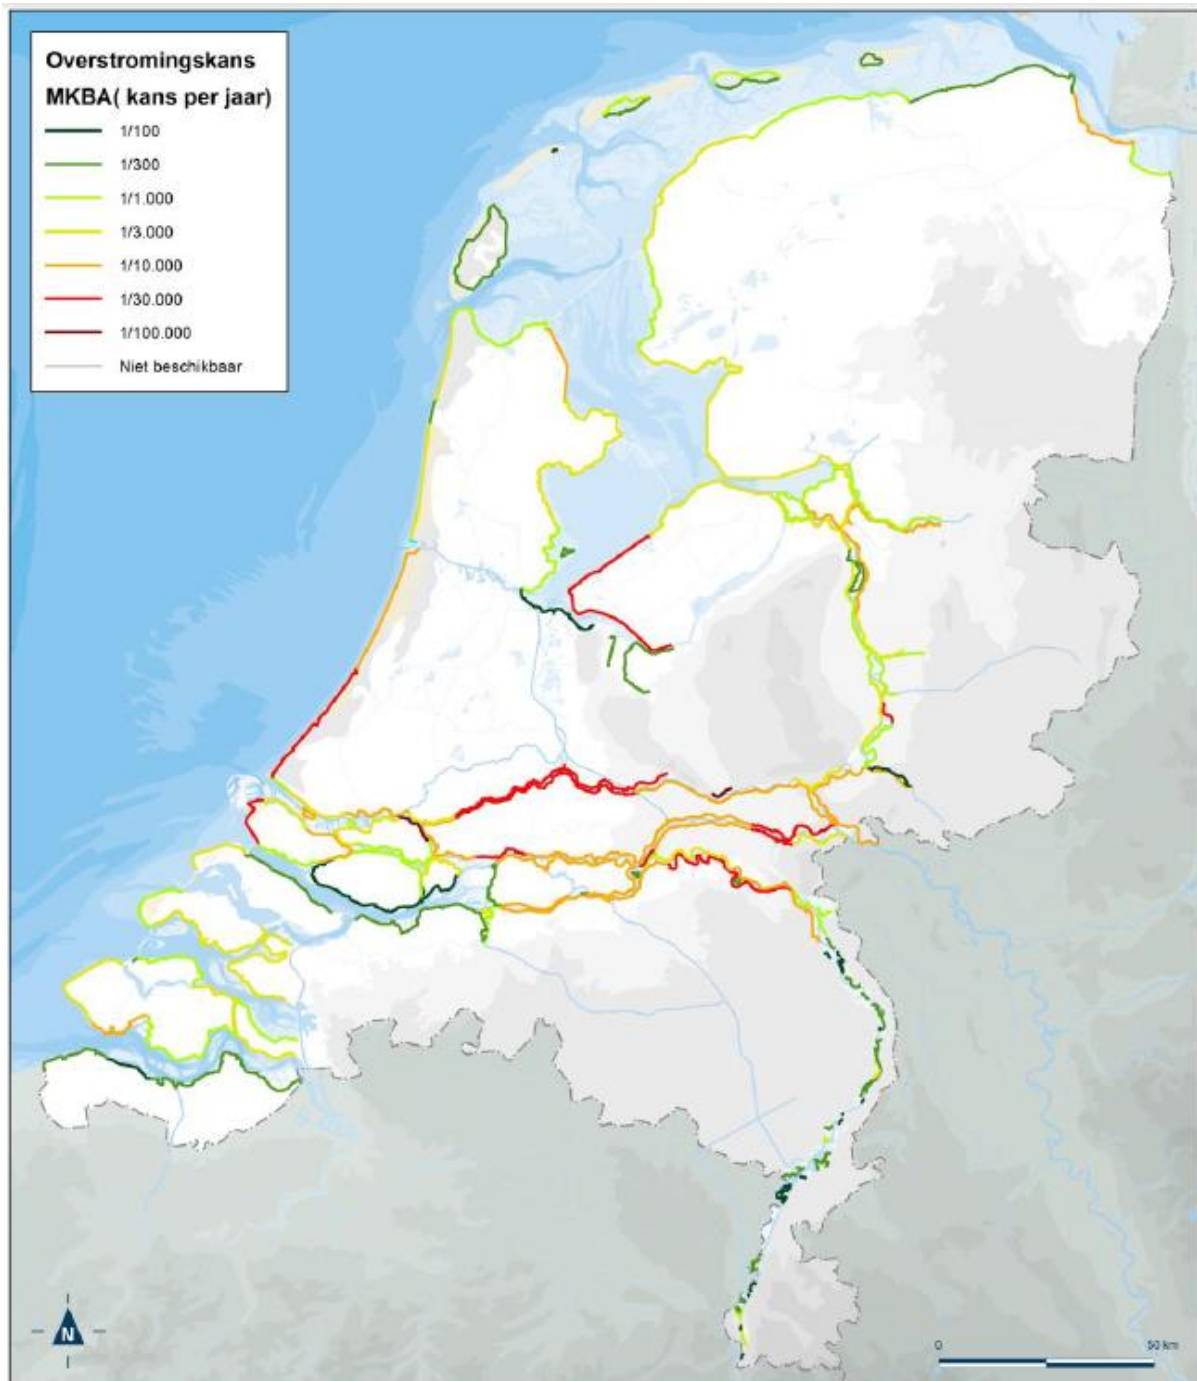 Overstromingskans
MKBA( kans per jaar)
1/100
1/300
1/1.000
1/3.000
1/10.000
1/30.000
1/100.000
Niet beschikbaar
N
0
50 km